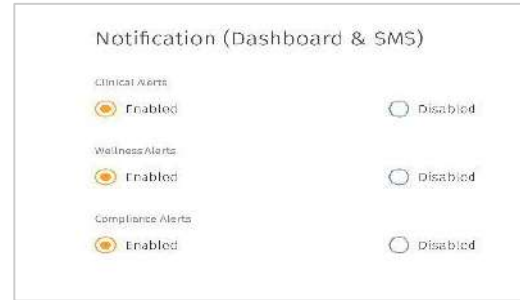 Notification (Dashboard & SMS)
Clinical Alerts
Enabled Disabled
Wellness Alerts
Enabled Disabled
Compliance Alerts
Enabled Disabled